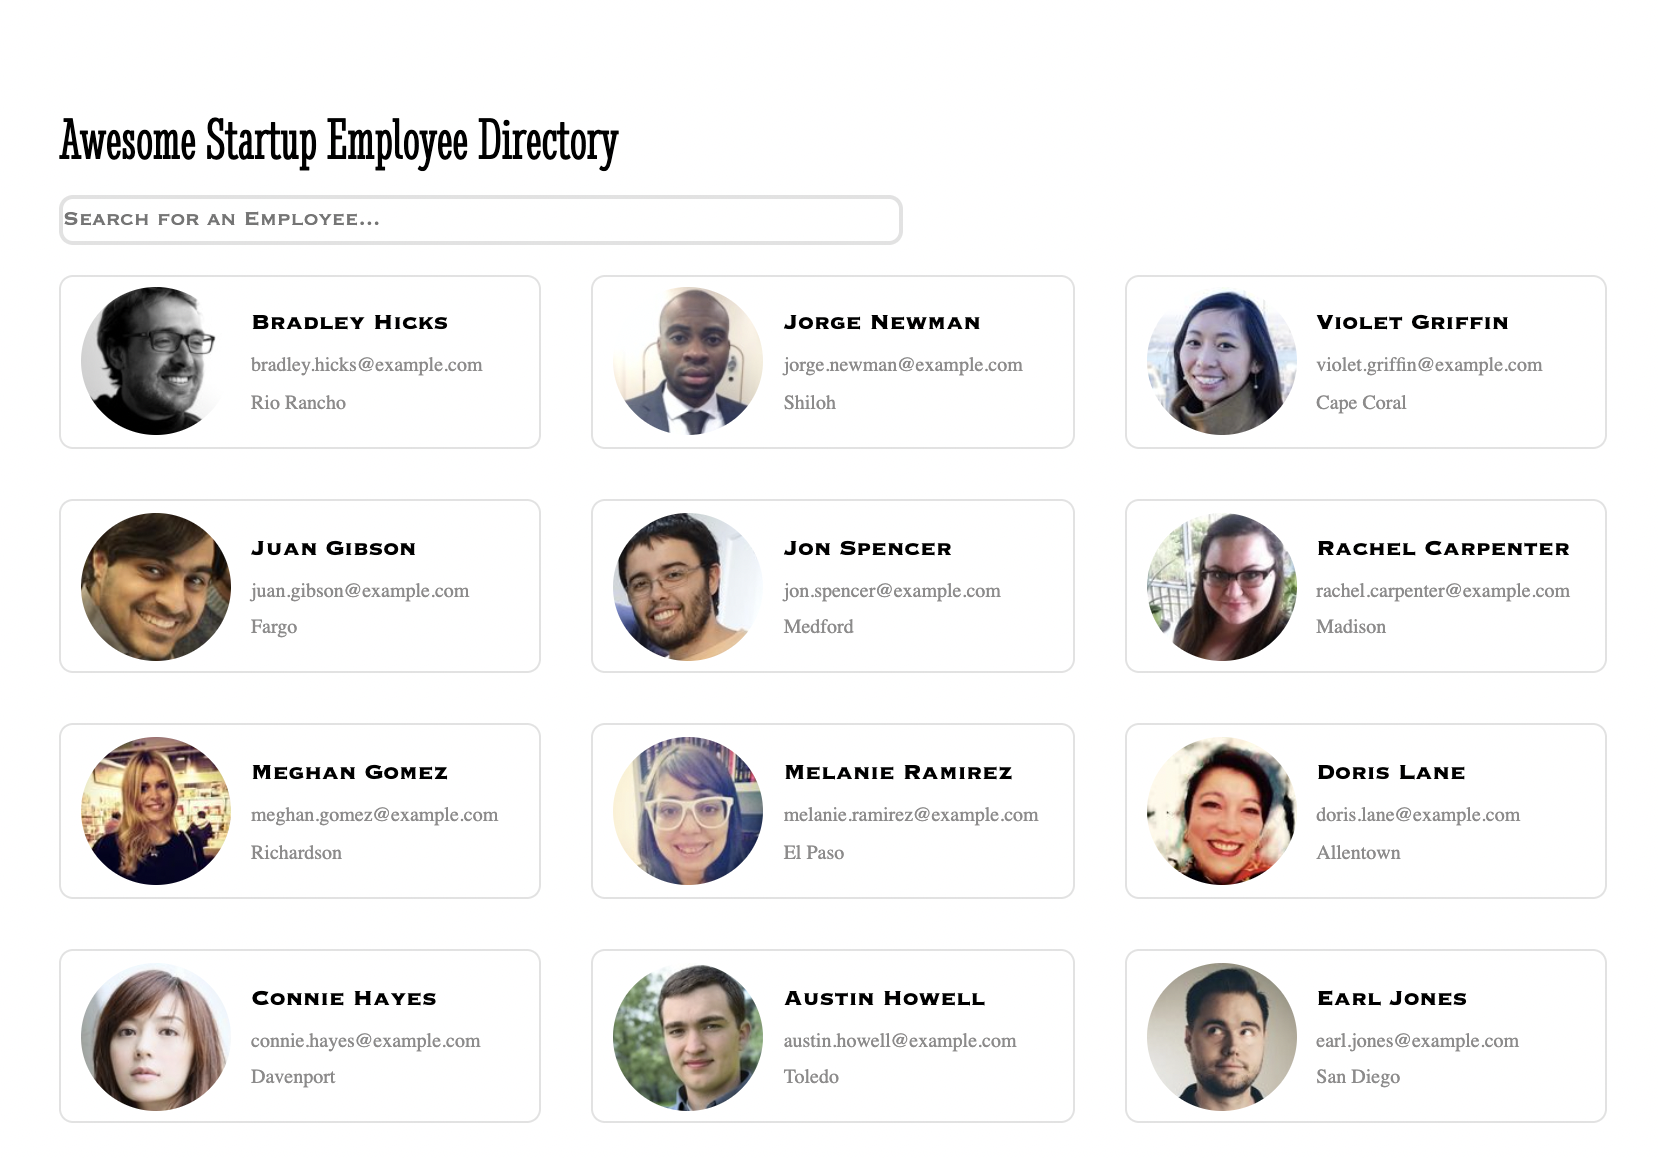 Awesome Startup Employee Directory
Search for an Employee...
Bradley Hicks
bradley.hicks@example.com
Rio Rancho
Jorge Newman
jorge.newman@example.com
Shiloh
Violet Griffin
violet.griffin@example.com
Cape Coral
Juan Gibson
juan.gibson@example.com
Fargo
Jon Spencer
jon.spencer@example.com
Medford
Rachel Carpenter
rachel.carpenter@example.com
Madison
Meghan Gomez
meghan.gomez@example.com
Richardson
Melanie Ramirez
melanie.ramirez@example.com
El Paso
Doris Lane
doris.lane@example.com
Allentown
Connie Hayes
connie.hayes@example.com
Davenport
Austin Howell
austin.howell@example.com
Toledo
Earl Jones
earl.jones@example.com
San Diego